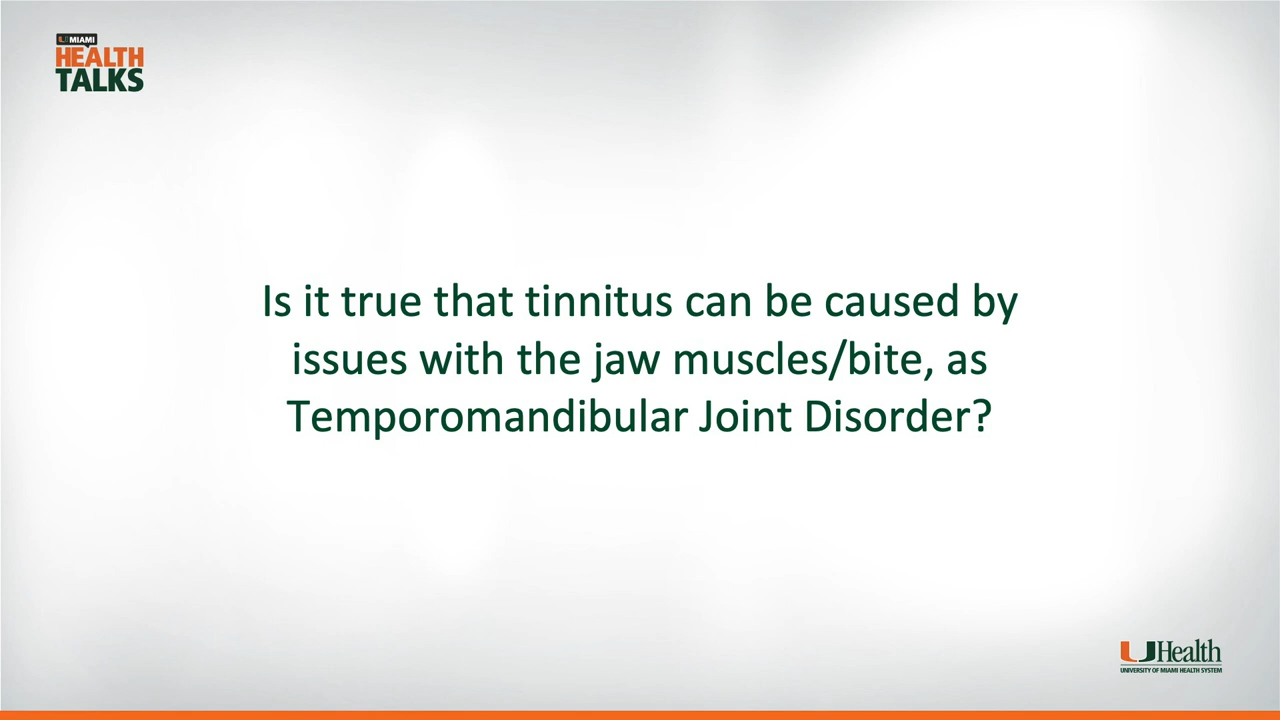 U MIAMI
HEALTH
TALKS
Is it true that tinnitus can be caused by
issues with the jaw muscles/bite, as
Temporomandibular Joint Disorder?
UHealth
UNIVERSITY OF MIAMI HEALTH SYSTEM